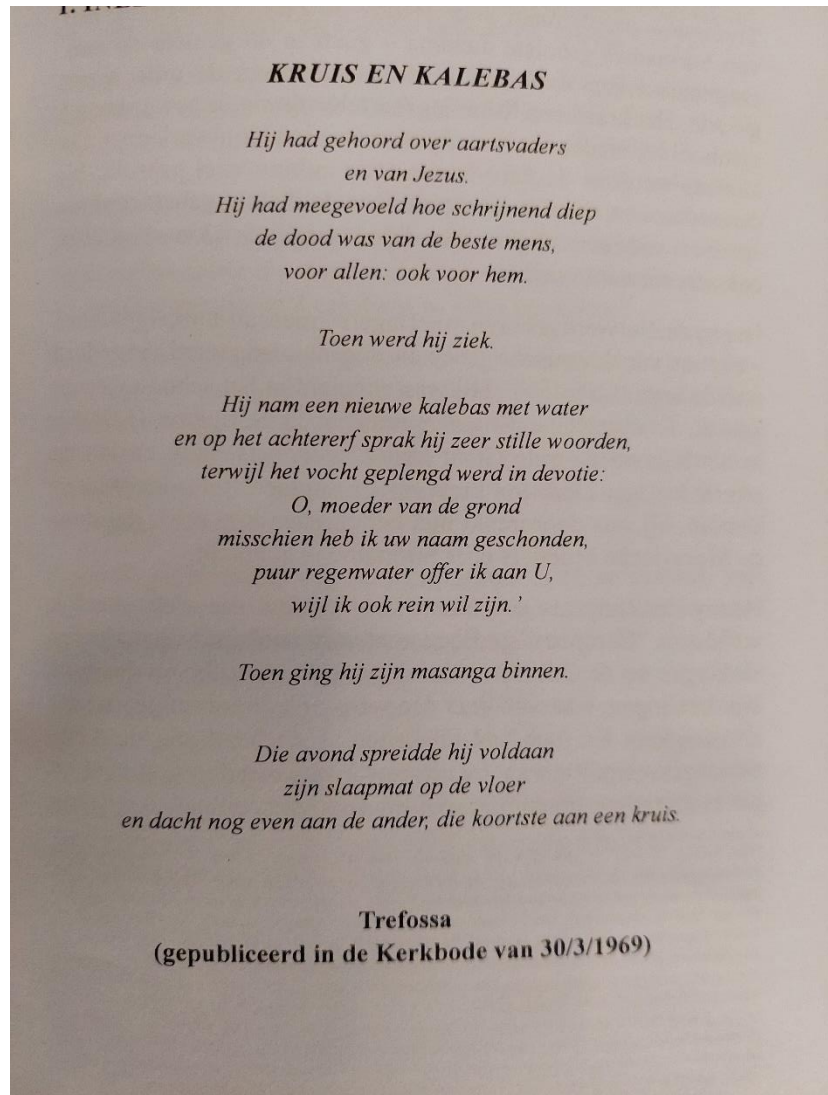 KRUIS EN KALEBAS
Hij had gehoord over aartsvaders
en van Jezus.
Hij had meegevoeld hoe schrijnend diep
de dood was van de beste mens,
voor allen: ook voor hem.
Toen werd hij ziek.
Hij nam een nieuwe kalebas met water
en op het achtererf sprak hij zeer stille woorden,
terwijl het vocht geplengd werd in devotie:
O, moeder van de grond
misschien heb ik uw naam geschonden,
puur regenwater offer ik aan U,
wijl ik ook rein wil zijn.'
Toen ging hij zijn masanga binnen.
Die avond spreidde hij voldaan
zijn slaapmat op de vloer
en dacht nog even aan de ander, die koortste aan een kruis.
Trefossa
(gepubliceerd in de Kerkbode van 30/3/1969)